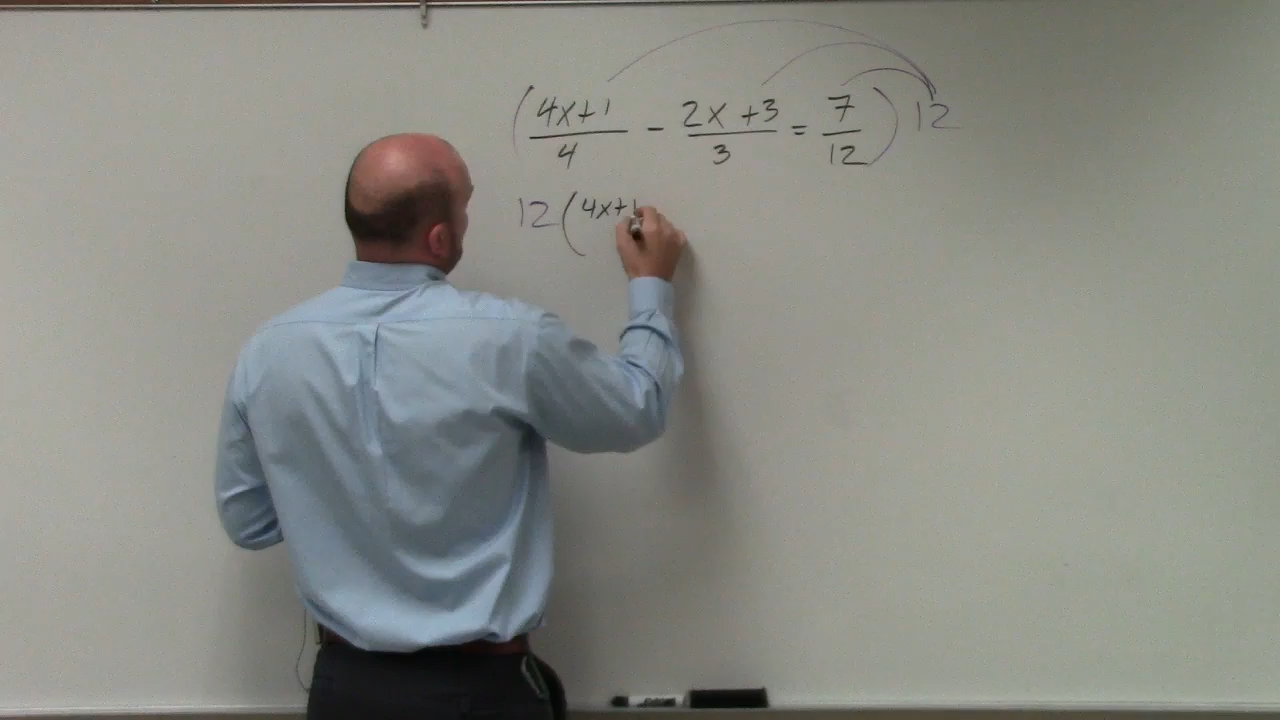 (4x+1/4 - 2x+3/3 = 7/12) 12
12(4x+1